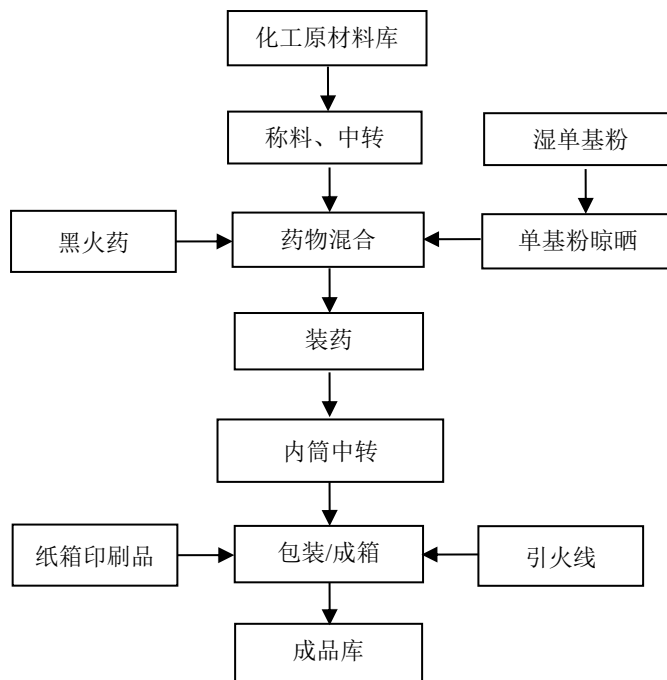 化工原材料库
称料、中转
湿单基粉
黑火药
药物混合
单基粉晾晒
装药
内筒中转
纸箱印刷品
包装/成箱
引火线
成品库